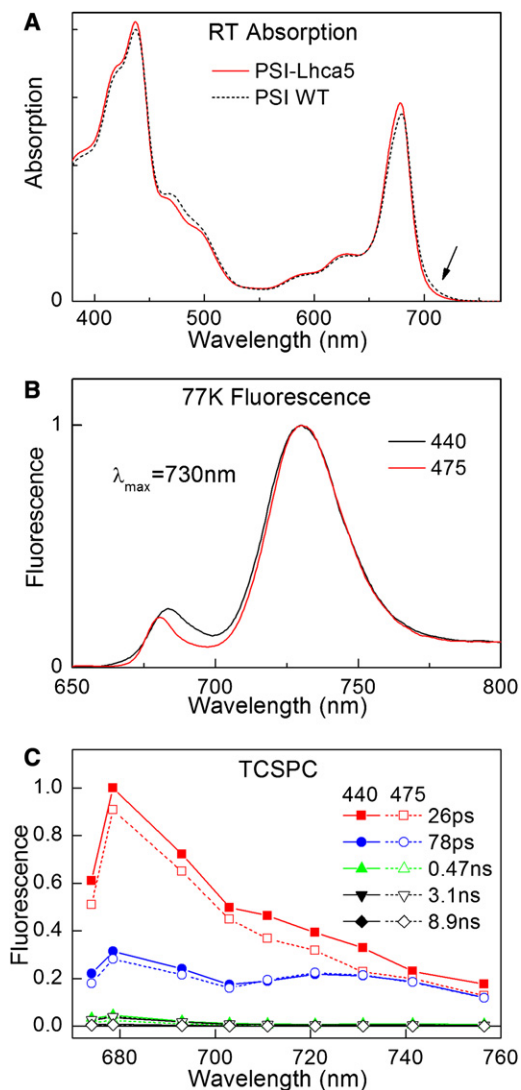 A
RT Absorption
PSI-Lhca5
PSI WT
Absorption
0
400
500
600
700
Wavelength (nm)
B
77K Fluorescence
440
475
λmax=730nm
Fluorescence
1
0
650
700
750
800
Wavelength (nm)
C
TCSPC
440 475
26ps
78ps
0.47ns
3.1ns
8.9ns
Fluorescence
1.0
0.8
0.6
0.4
0.2
0.0
680
700
720
740
760
Wavelength (nm)